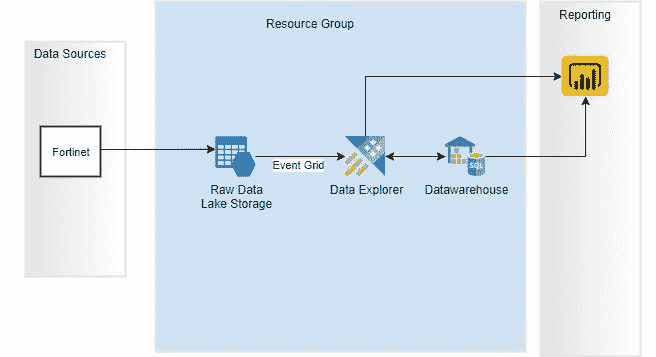 Resource Group
Reporting
Data Sources
Fortinet
Event Grid
Raw Data
Lake Storage
Data Explorer
Datawarehouse
SQL